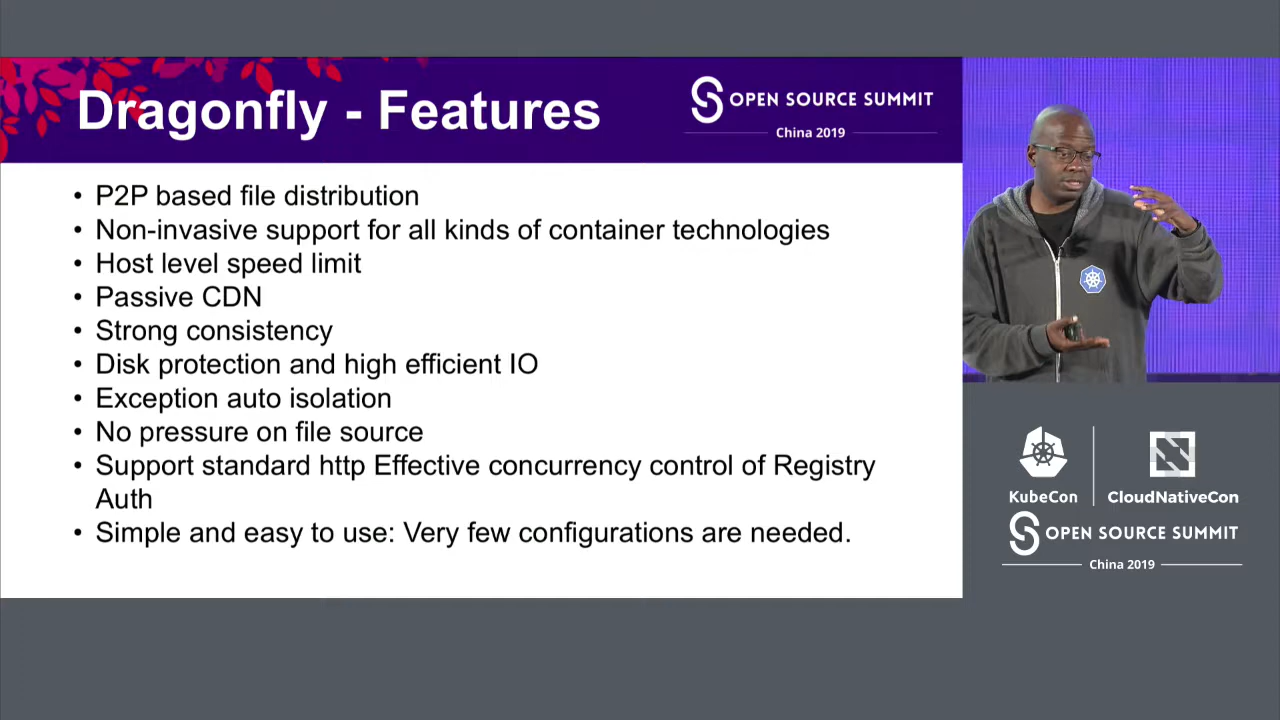 Dragonfly - Features
OPEN SOURCE SUMMIT
China 2019
• P2P based file distribution
• Non-invasive support for all kinds of container technologies
• Host level speed limit
• Passive CDN
• Strong consistency
• Disk protection and high efficient IO
• Exception auto isolation
• No pressure on file source
• Support standard http Effective concurrency control of Registry
Auth
• Simple and easy to use: Very few configurations are needed.
KubeCon
CloudNativeCon
OPEN SOURCE SUMMIT
China 2019